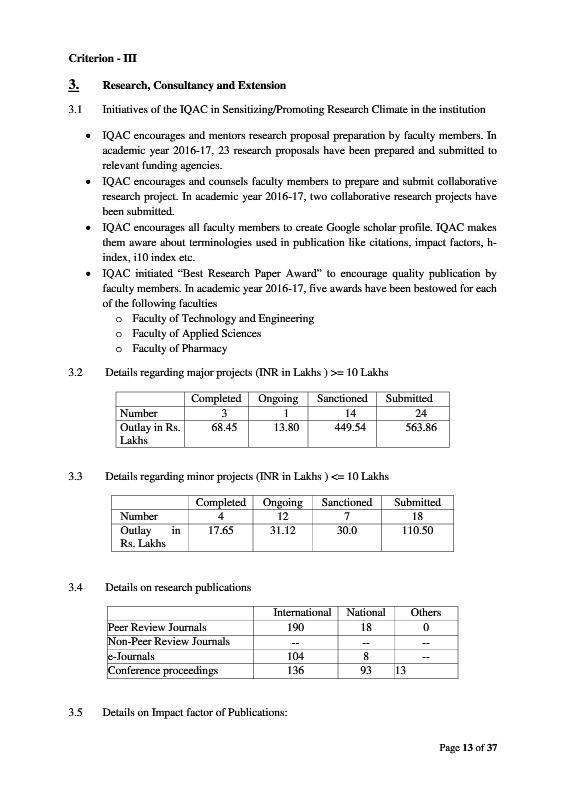 Criterion - III
3. Research, Consultancy and Extension
3.1 Initiatives of the IQAC in Sensitizing/Promoting Research Climate in the institution
• IQAC encourages and mentors research proposal preparation by faculty members. In
academic year 2016-17, 23 research proposals have been prepared and submitted to
relevant funding agencies.
• IQAC encourages and counsels faculty members to prepare and submit collaborative
research project. In academic year 2016-17, two collaborative research projects have
been submitted.
• IQAC encourages all faculty members to create Google scholar profile. IQAC makes
them aware about terminologies used in publication like citations, impact factors, h-
index, i10 index etc.
• IQAC initiated “Best Research Paper Award” to encourage quality publication by
faculty members. In academic year 2016-17, five awards have been bestowed for each
of the following faculties
o Faculty of Technology and Engineering
o Faculty of Applied Sciences
o Faculty of Pharmacy
3.2 Details regarding major projects (INR in Lakhs ) >= 10 Lakhs
Completed Ongoing Sanctioned Submitted
Number 3 1 14 24
Outlay in Rs. 68.45 13.80 449.54 563.86
Lakhs
3.3 Details regarding minor projects (INR in Lakhs ) <= 10 Lakhs
Completed Ongoing Sanctioned Submitted
Number 4 12 7 18
Outlay in 17.65 31.12 30.0 110.50
Rs. Lakhs
3.4 Details on research publications
International National Others
Peer Review Journals 190 18 0
Non-Peer Review Journals -- -- --
e-Journals 104 8 --
Conference proceedings 136 93 13
3.5 Details on Impact factor of Publications:
Page 13 of 37